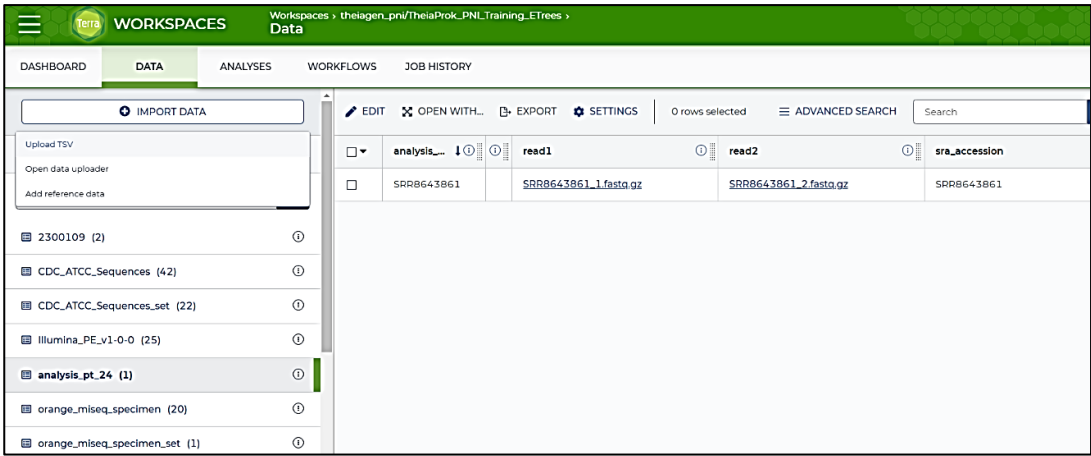 Terra
WORKSPACES
Workspaces › theiagen_pni/TheiaProk_PNI_Training_ETrees ›
Data
DASHBOARD DATA ANALYSES WORKFLOWS JOB HISTORY
IMPORT DATA
Upload TSV
Open data uploader
Add reference data
2300109 (2)
CDC_ATCC_Sequences (42)
CDC_ATCC_Sequences_set (22)
Illumina_PE_v1-0-0 (25)
analysis_pt_24 (1)
orange_miseq_specimen (20)
orange_miseq_specimen_set (1)
EDIT OPEN WITH... EXPORT SETTINGS 0 rows selected ADVANCED SEARCH Search
analysis_... read1 read2 sra_accession
SRR8643861 SRR8643861_1.fastq.gz SRR8643861_2.fastq.gz SRR8643861